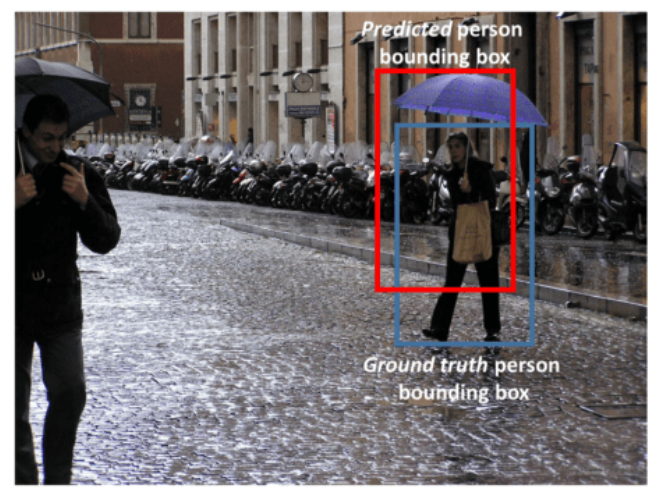 Predicted person
bounding box
Ground truth person
bounding box